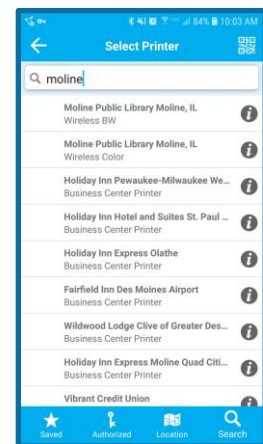 84% 10:03 AM
Select Printer
moline
Moline Public Library Moline, IL
Wireless BW
Moline Public Library Moline, IL
Wireless Color
Holiday Inn Pewaukee-Milwaukee We...
Business Center Printer
Holiday Inn Hotel and Suites St. Paul ...
Business Center Printer
Holiday Inn Express Olathe
Business Center Printer
Fairfield Inn Des Moines Airport
Business Center Printer
Wildwood Lodge Clive of Greater Des...
Business Center Printer
Holiday Inn Express Moline Quad Citi...
Business Center Printer
Vibrant Credit Union
Saved Authorized Location Search